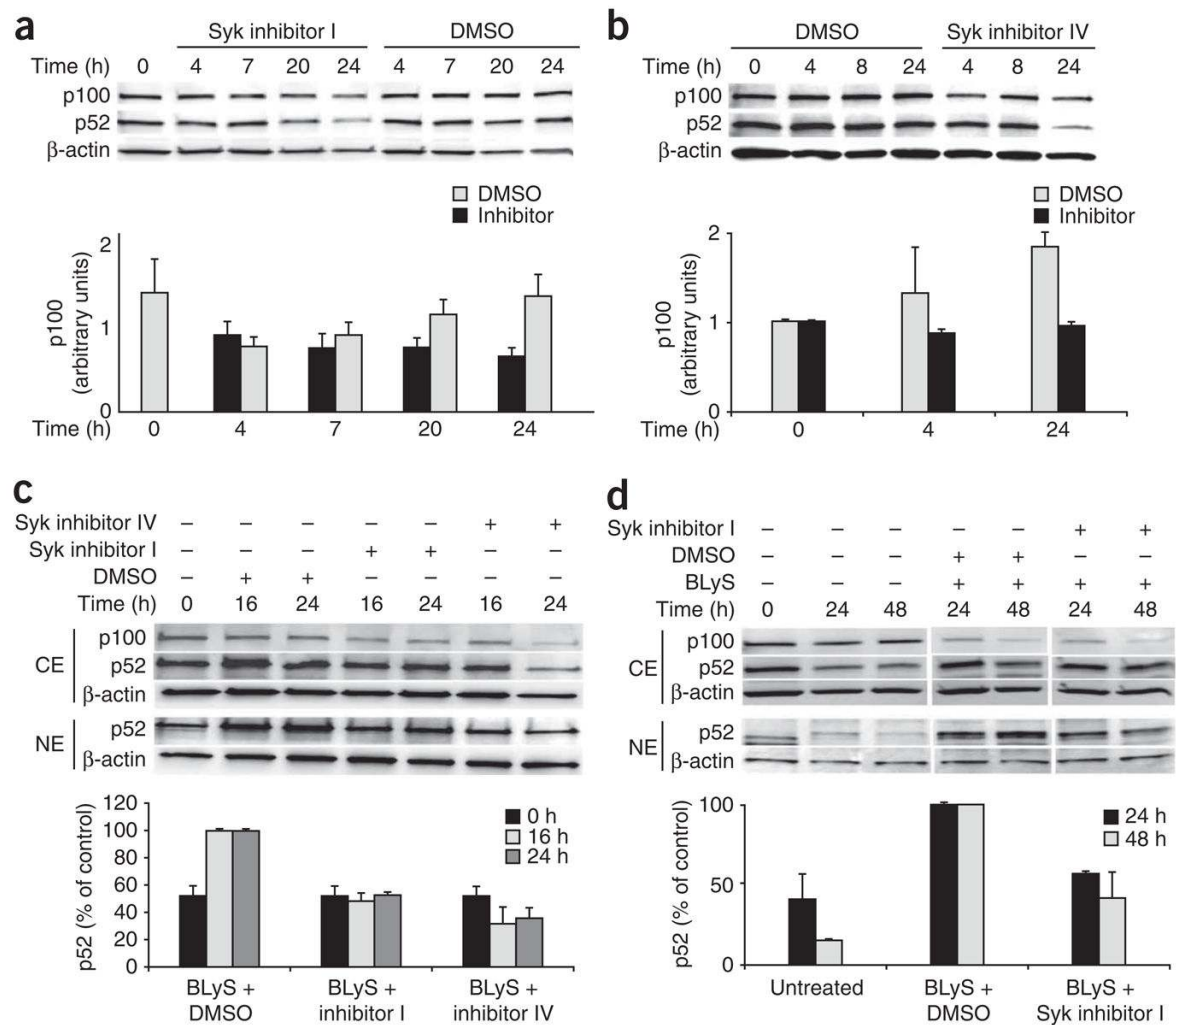 a
Syk inhibitor I DMSO
Time (h) 0 4 7 20 24 4 7 20 24
p100
p52
β-actin
DMSO
Inhibitor
p100
(arbitrary units)
2
1
0
Time (h) 0 4 7 20 24
b
DMSO Syk inhibitor IV
Time (h) 0 4 8 24 4 8 24
p100
p52
β-actin
DMSO
Inhibitor
p100
(arbitrary units)
2
1
0
Time (h) 0 4 24
c
Syk inhibitor IV – – – – – + +
Syk inhibitor I – – – + + – –
DMSO – + + – – – –
Time (h) 0 16 24 16 24 16 24
CE
p100
p52
β-actin
NE
p52
β-actin
p52 (% of control)
120
100
80
60
40
20
0
0 h
16 h
24 h
BLyS + BLyS + BLyS +
DMSO inhibitor I inhibitor IV
d
Syk inhibitor I – – – – – + +
DMSO – – – + + – –
BLyS – – – + + + +
Time (h) 0 24 48 24 48 24 48
CE
p100
p52
β-actin
NE
p52
β-actin
p52 (% of control)
100
50
0
24 h
48 h
Untreated BLyS + BLyS +
DMSO Syk inhibitor I